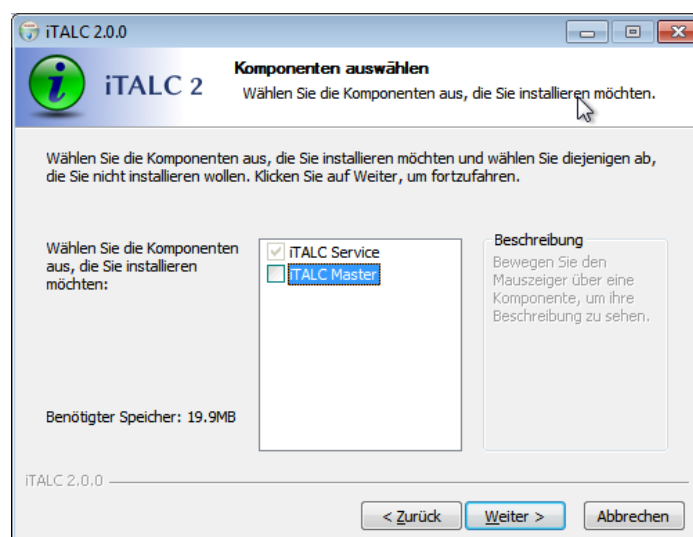 iTALC 2.0.0
iTALC 2
Komponenten auswählen
Wählen Sie die Komponenten aus, die Sie installieren möchten.
Wählen Sie die Komponenten aus, die Sie installieren möchten und wählen Sie diejenigen ab,
die Sie nicht installieren wollen. Klicken Sie auf Weiter, um fortzufahren.
Wählen Sie die Komponenten
aus, die Sie installieren
möchten:
iTALC Service
iTALC Master
Beschreibung
Bewegen Sie den
Mauszeiger über eine
Komponente, um ihre
Beschreibung zu sehen.
Benötigter Speicher: 19.9MB
iTALC 2.0.0
< Zurück
Weiter >
Abbrechen